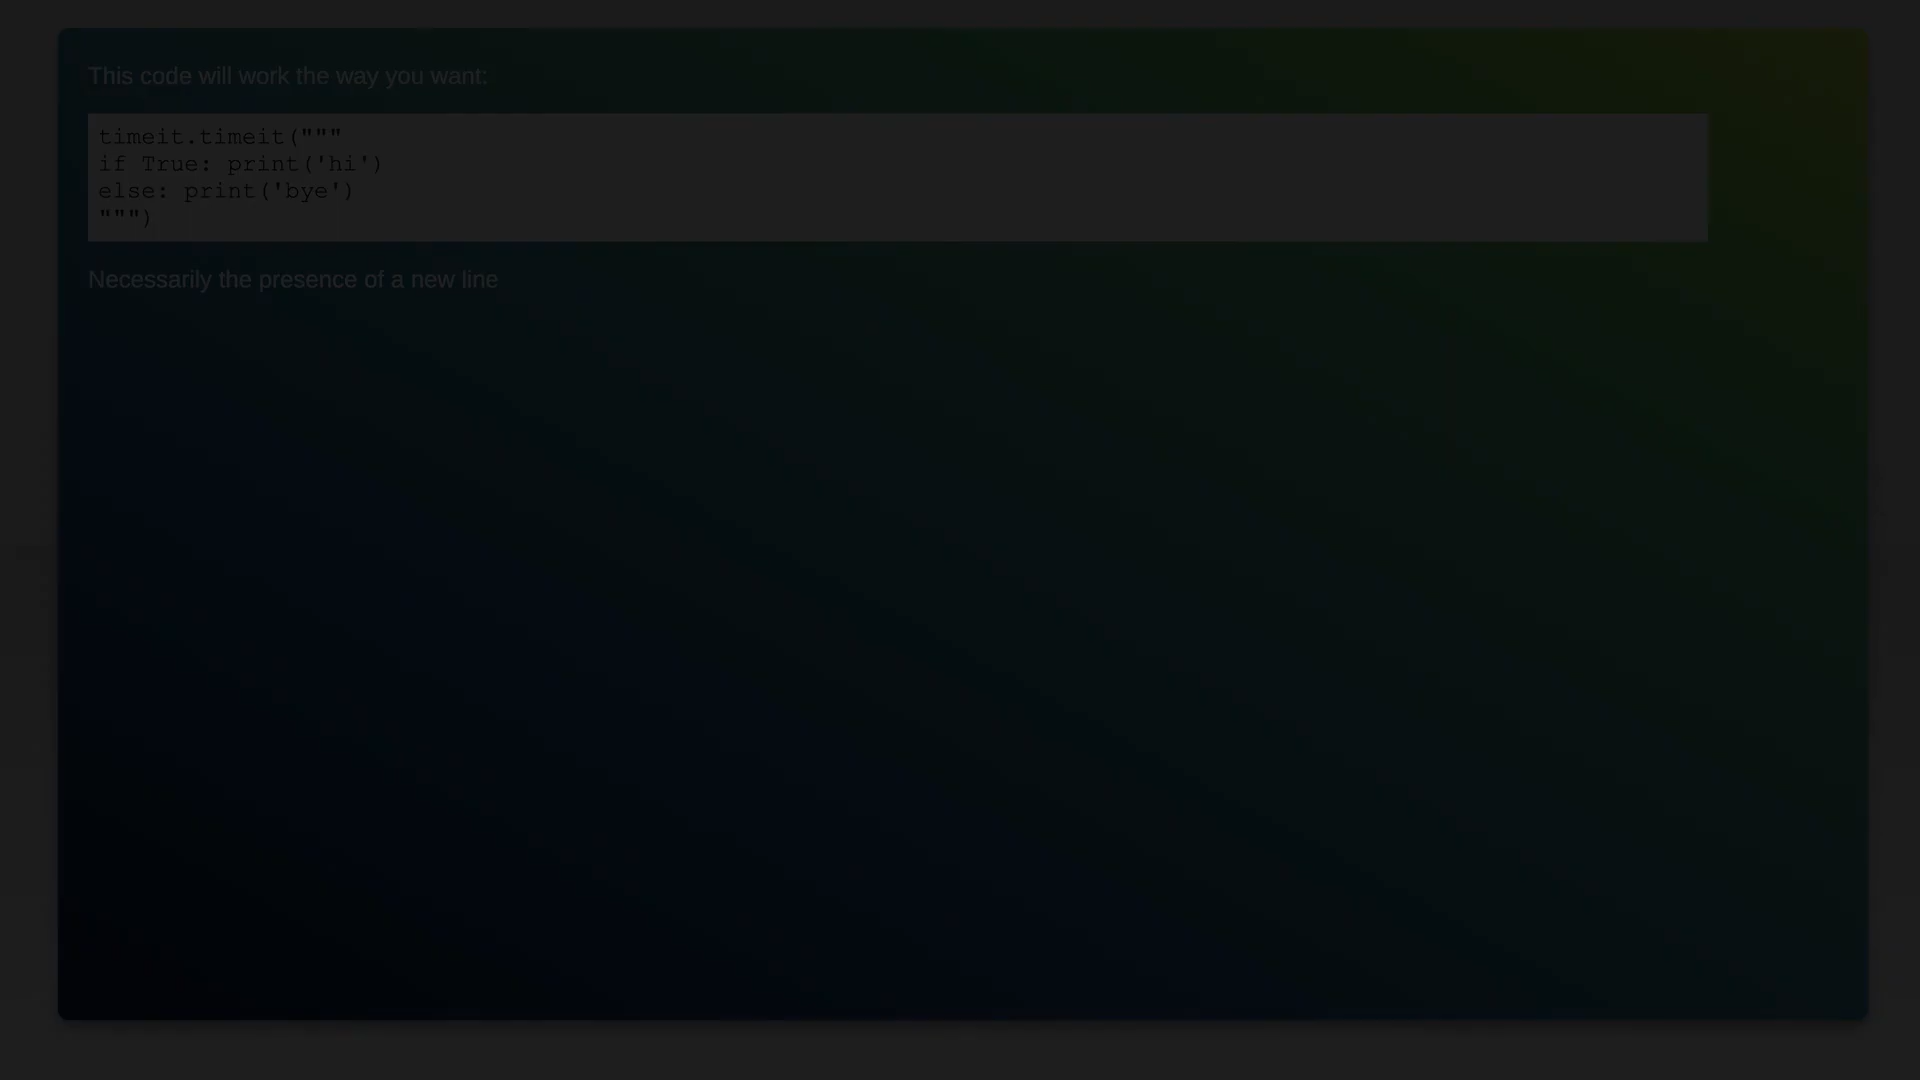 This code will work the way you want:
timeit.timeit("""
if True: print('hi')
else: print('bye')
""")
Necessarily the presence of a new line